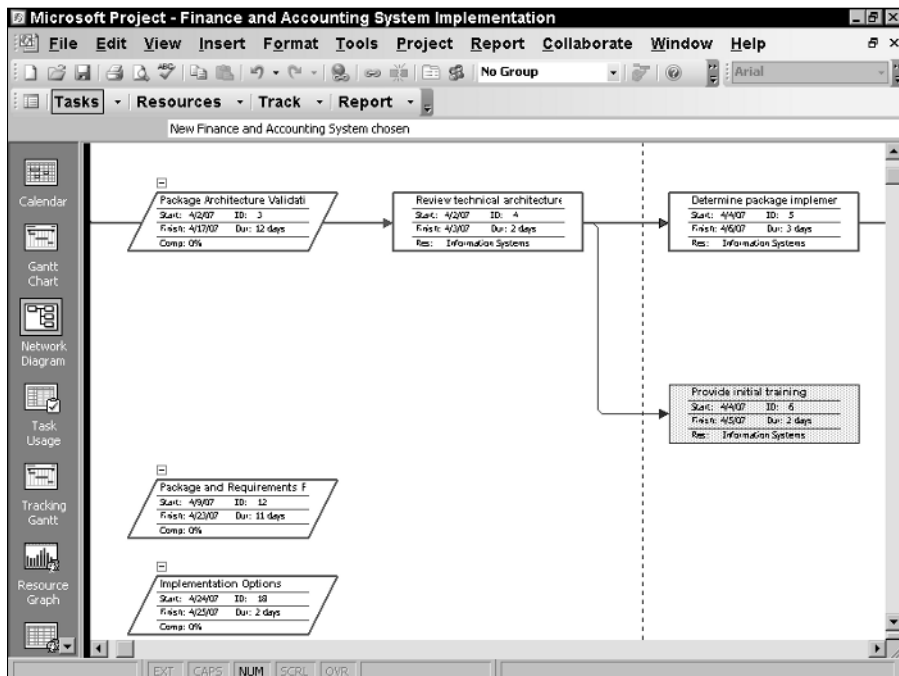 Microsoft Project - Finance and Accounting System Implementation
File Edit View Insert Format Tools Project Report Collaborate Window Help
No Group Arial
Tasks Resources Track Report
New Finance and Accounting System chosen
Calendar
Gantt
Chart
Network
Diagram
Task
Usage
Tracking
Gantt
Resource
Graph
Package Architecture Validati
Start: 4/2/07 ID: 3
Finish: 4/17/07 Dur: 12 days
Comp: 0%
Review technical architecture
Start: 4/2/07 ID: 4
Finish: 4/3/07 Dur: 2 days
Res: Information Systems
Determine package implemer
Start: 4/4/07 ID: 5
Finish: 4/6/07 Dur: 3 days
Res: Information Systems
Provide initial training
Start: 4/4/07 ID: 6
Finish: 4/5/07 Dur: 2 days
Res: Information Systems
Package and Requirements F
Start: 4/9/07 ID: 12
Finish: 4/23/07 Dur: 11 days
Comp: 0%
Implementation Options
Start: 4/24/07 ID: 18
Finish: 4/25/07 Dur: 2 days
Comp: 0%
EXT CAPS NUM SCRL OVR